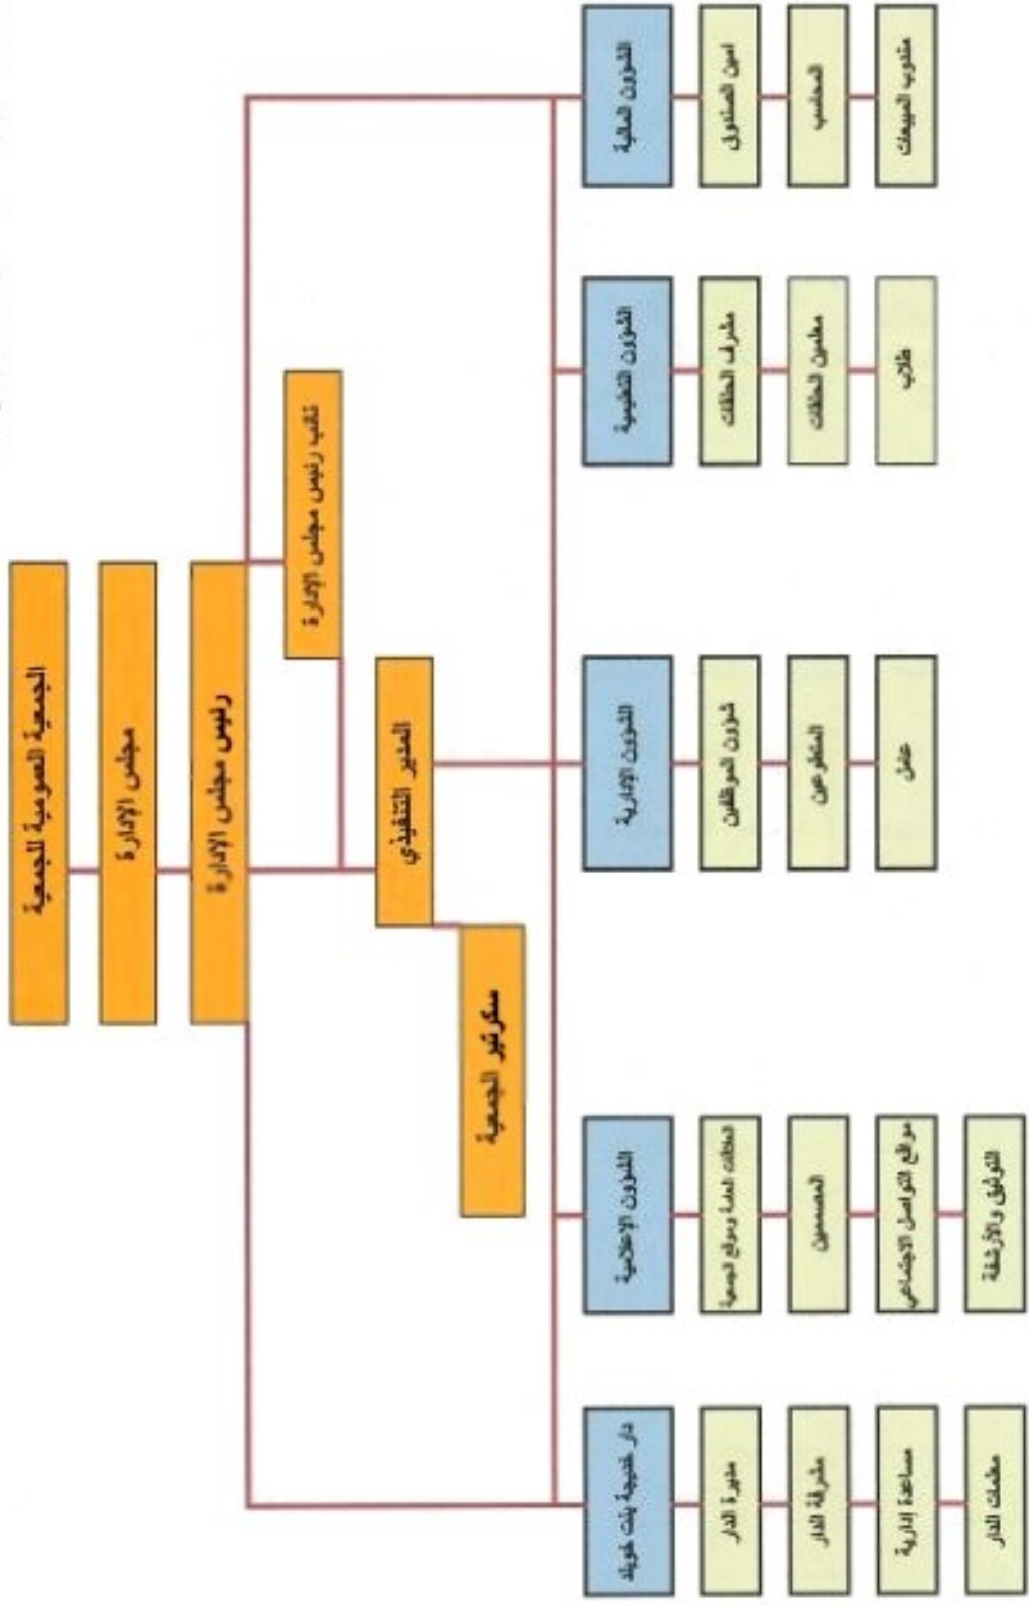 الجمعية العمومية للجمعية
مجلس الإدارة
رئيس مجلس الإدارة
نائب رئيس مجلس الإدارة
المدير التنفيذي
سكرتير الجمعية
الشؤون المالية
امين الصندوق
المحاسب
مندوب المبيعات
الشؤون التعليمية
مشرف الحلقات
معلمين الحلقات
طلاب
الشؤون الإدارية
شؤون الموظفين
المتطوعين
عامل
الشؤون الإعلامية
العلاقات العامة وموقع الجمعية
المصممين
مواقع التواصل الاجتماعي
التوثيق والأرشفة
دار خديجة بنت خويلد
مديرة الدار
مشرفة الدار
مساعدة إدارية
معلمات الدار